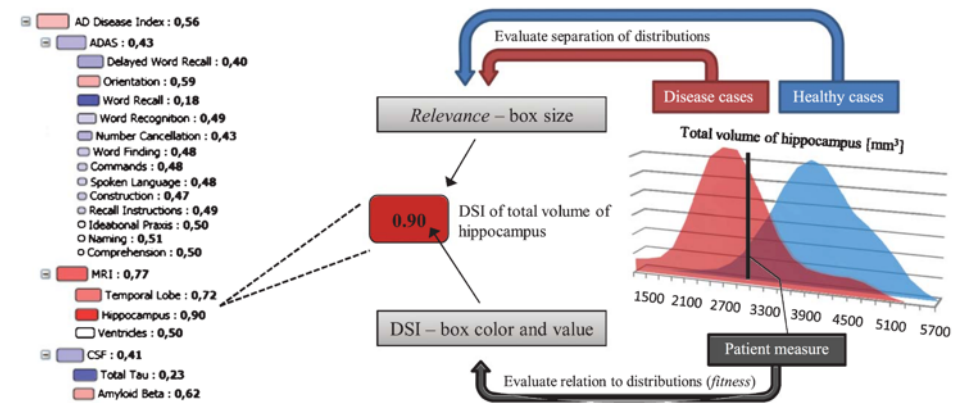 AD Disease Index : 0,56
ADAS : 0,43
Delayed Word Recall : 0,40
Orientation : 0,59
Word Recall : 0,18
Word Recognition : 0,49
Number Cancellation : 0,43
Word Finding : 0,48
Commands : 0,48
Spoken Language : 0,48
Construction : 0,47
Recall Instructions : 0,49
Ideational Praxis : 0,50
Naming : 0,51
Comprehension : 0,50
MRI : 0,77
Temporal Lobe : 0,72
Hippocampus : 0,90
Ventricles : 0,50
CSF : 0,41
Total Tau : 0,23
Amyloid Beta : 0,62
Evaluate separation of distributions
Disease cases
Healthy cases
Relevance – box size
0.90
DSI of total volume of
hippocampus
DSI – box color and value
Total volume of hippocampus [mm³]
1500 2100 2700 3300 3900 4500 5100 5700
Patient measure
Evaluate relation to distributions (fitness)